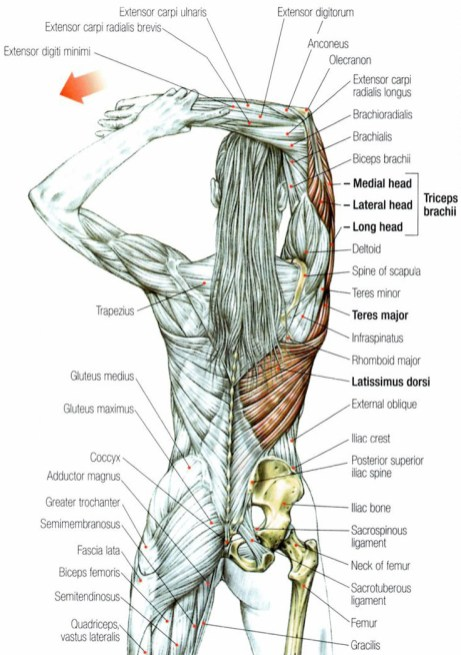 Extensor carpi ulnaris
Extensor digitorum
Extensor carpi radialis brevis
Anconeus
Extensor digiti minimi
Olecranon
Extensor carpi
radialis longus
Brachioradialis
Brachialis
Biceps brachii
– Medial head
– Lateral head
– Long head
Triceps
brachii
Deltoid
Spine of scapula
Teres minor
Trapezius
Teres major
Infraspinatus
Rhomboid major
Gluteus medius
Latissimus dorsi
Gluteus maximus
External oblique
Iliac crest
Coccyx
Posterior superior
iliac spine
Adductor magnus
Greater trochanter
Iliac bone
Semimembranosus
Sacrospinous
ligament
Fascia lata
Neck of femur
Biceps femoris
Sacrotuberous
ligament
Semitendinosus
Femur
Quadriceps,
vastus lateralis
Gracilis